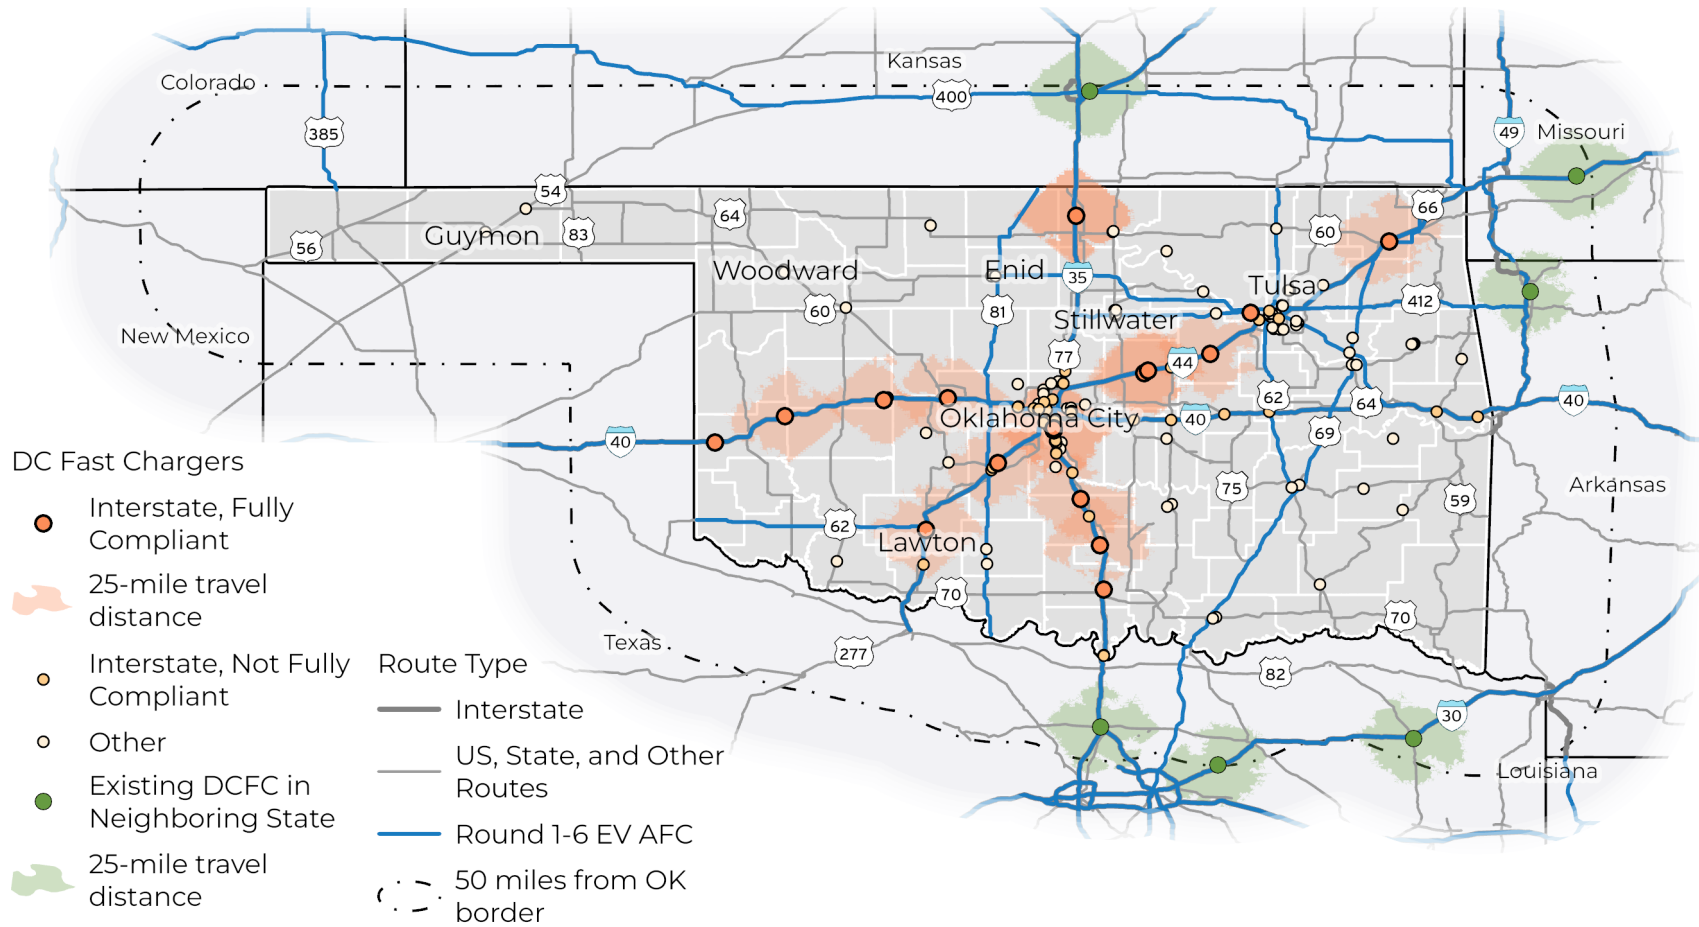 Kansas
Colorado
400
385
49
Missouri
54
64
66
83
60
56
Guymon
Woodward
Enid
35
Tulsa
412
60
81
Stillwater
New Mexico
77
44
62
64
40
Oklahoma City
40
69
40
DC Fast Chargers
Interstate, Fully
Compliant
25-mile travel
distance
Interstate, Not Fully
Compliant
Other
Existing DCFC in
Neighboring State
25-mile travel
distance
75
59
Arkansas
62
Lawton
70
70
Texas
277
82
30
Louisiana
Route Type
Interstate
US, State, and Other
Routes
Round 1-6 EV AFC
50 miles from OK
border